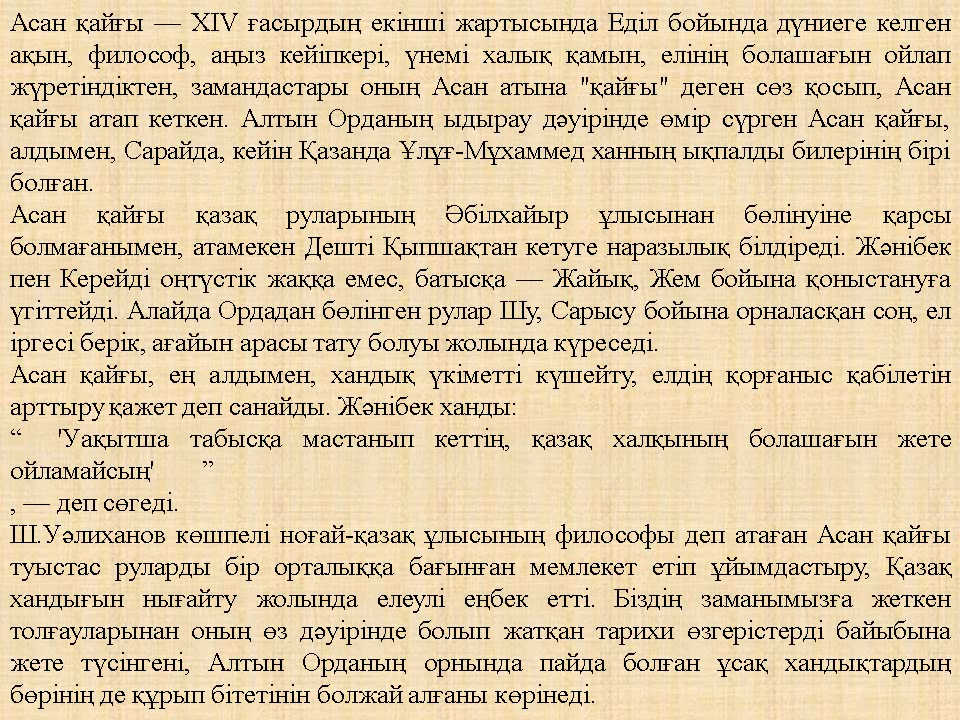 Асан қайғы — XIV ғасырдың екінші жартысында Еділ бойында дүниеге келген
ақын, философ, аңыз кейіпкері, үнемі халық қамын, елінің болашағын ойлап
жүретіндіктен, замандастары оның Асан атына "қайғы" деген сөз қосып, Асан
қайғы атап кеткен. Алтын Орданың ыдырау дәуірінде өмір сүрген Асан қайғы,
алдымен, Сарайда, кейін Қазанда Ұлұғ-Мұхаммед ханның ықпалды билерінің бірі
болған.
Асан қайғы қазақ руларының Әбілхайыр ұлысынан бөлінуіне қарсы
болмағанымен, атамекен Дешті Қыпшақтан кетуге наразылық білдіреді. Жәнібек
пен Керейді оңтүстік жаққа емес, батысқа — Жайық, Жем бойына қоныстануға
үгіттейді. Алайда Ордадан бөлінген рулар Шу, Сарысу бойына орналасқан соң, ел
іргесі берік, ағайын арасы тату болуы жолында күреседі.
Асан қайғы, ең алдымен, хандық үкіметті күшейту, елдің қорғаныс қабілетін
арттыру қажет деп санайды. Жәнібек ханды:
“ 'Уақытша табысқа мастанып кеттің, қазақ халқының болашағын жете
ойламайсың' ”
, — деп сөгеді.
Ш.Уәлиханов көшпелі ноғай-қазақ ұлысының философы деп атаған Асан қайғы
туыстас руларды бір орталыққа бағынған мемлекет етіп ұйымдастыру, Қазақ
хандығын нығайту жолында елеулі еңбек етті. Біздің заманымызға жеткен
толғауларынан оның өз дәуірінде болып жатқан тарихи өзгерістерді байыбына
жете түсінгені, Алтын Орданың орнында пайда болған ұсақ хандықтардың
бөрінің де құрып бітетінін болжай алғаны көрінеді.